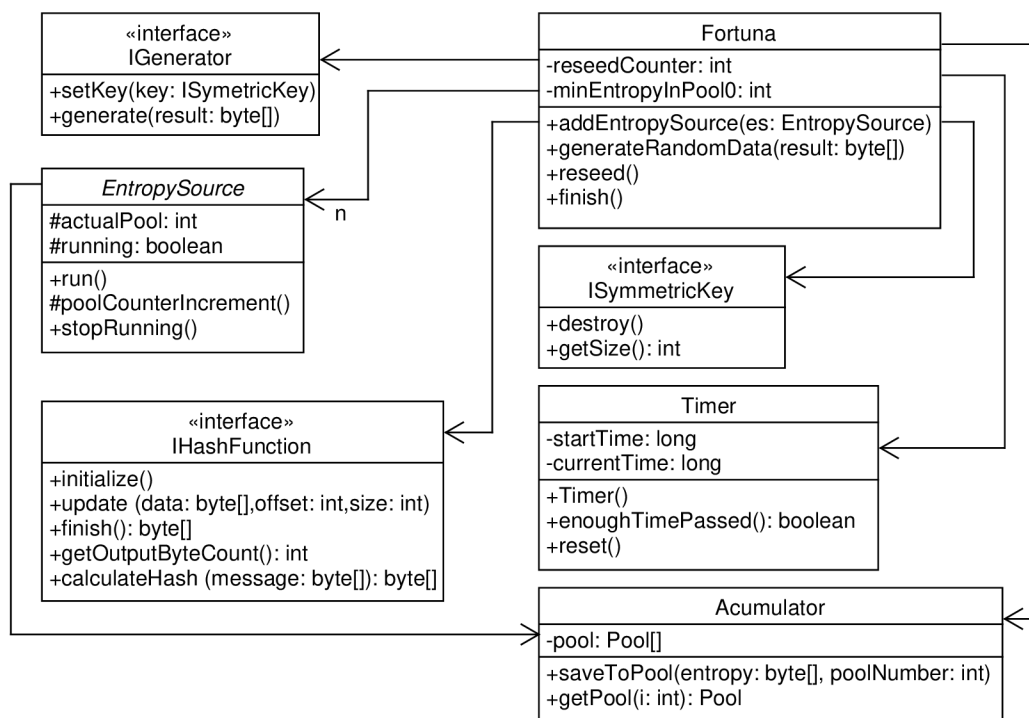 «interface»
IGenerator
+setKey(key: ISymetricKey)
+generate(result: byte[])
Fortuna
-reseedCounter: int
-minEntropyInPool0: int
+addEntropySource(es: EntropySource)
+generateRandomData(result: byte[])
+reseed()
+finish()
EntropySource
#actualPool: int
#running: boolean
+run()
#poolCounterIncrement()
+stopRunning()
n
«interface»
ISymmetricKey
+destroy()
+getSize(): int
«interface»
IHashFunction
+initialize()
+update (data: byte[],offset: int,size: int)
+finish(): byte[]
+getOutputByteCount(): int
+calculateHash (message: byte[]): byte[]
Timer
-startTime: long
-currentTime: long
+Timer()
+enoughTimePassed(): boolean
+reset()
Acumulator
-pool: Pool[]
+saveToPool(entropy: byte[], poolNumber: int)
+getPool(i: int): Pool